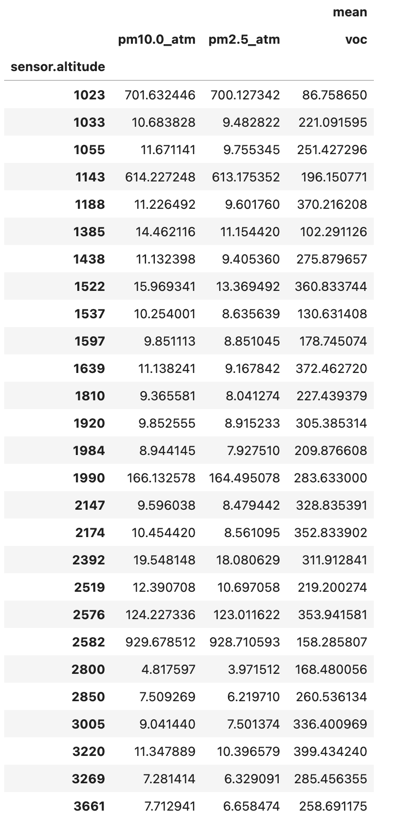 mean
pm10.0_atm pm2.5_atm voc
sensor.altitude
1023 701.632446 700.127342 86.758650
1033 10.683828 9.482822 221.091595
1055 11.671141 9.755345 251.427296
1143 614.227248 613.175352 196.150771
1188 11.226492 9.601760 370.216208
1385 14.462116 11.154420 102.291126
1438 11.132398 9.405360 275.879657
1522 15.969341 13.369492 360.833744
1537 10.254001 8.635639 130.631408
1597 9.851113 8.851045 178.745074
1639 11.138241 9.167842 372.462720
1810 9.365581 8.041274 227.439379
1920 9.852555 8.915233 305.385314
1984 8.944145 7.927510 209.876608
1990 166.132578 164.495078 283.633000
2147 9.596038 8.479442 328.835391
2174 10.454420 8.561095 352.833902
2392 19.548148 18.080629 311.912841
2519 12.390708 10.697058 219.200274
2576 124.227336 123.011622 353.941581
2582 929.678512 928.710593 158.285807
2800 4.817597 3.971512 168.480056
2850 7.509269 6.219710 260.536134
3005 9.041440 7.501374 336.400969
3220 11.347889 10.396579 399.434240
3269 7.281414 6.329091 285.456355
3661 7.712941 6.658474 258.691175